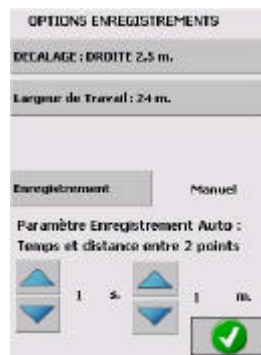 OPTIONS ENREGISTREMENTS
DECALAGE : DROITE 2,5 m.
Largeur de Travail : 24 m.
Enregistrement Manuel
Paramètre Enregistrement Auto :
Temps et distance entre 2 points
1 s. 1 m.